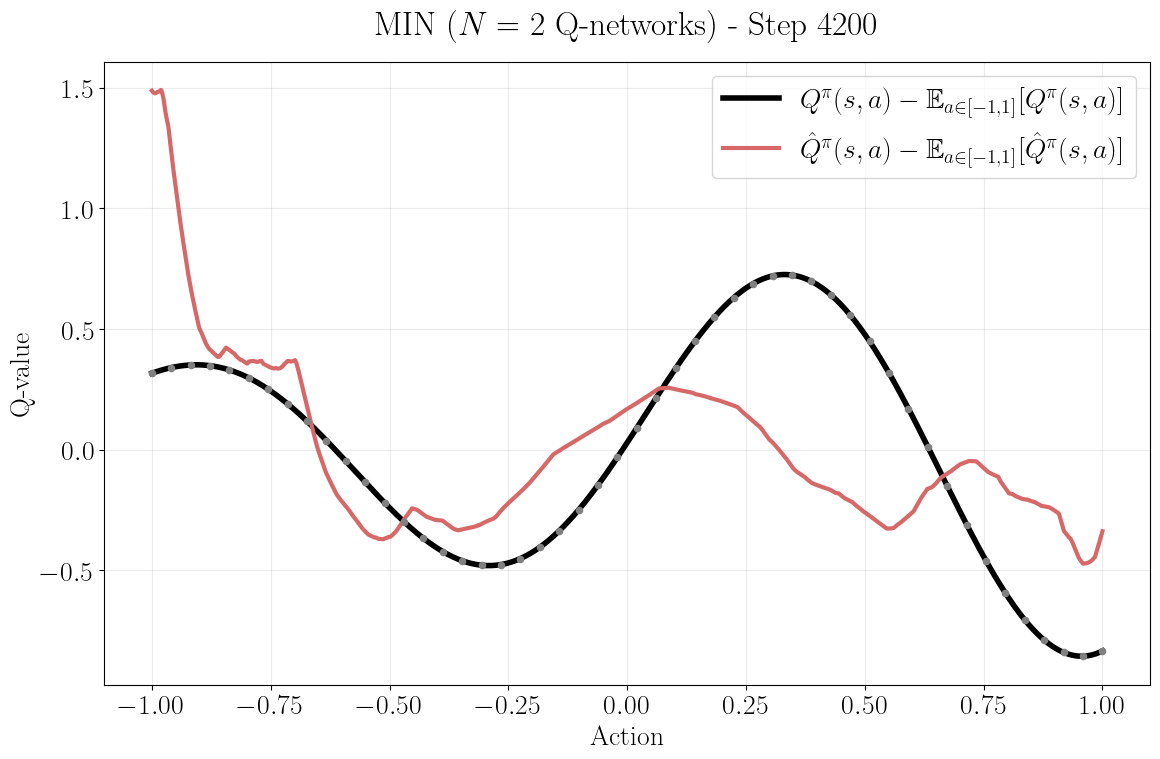 MIN (N = 2 Q-networks) - Step 4200
Q^π(s, a) − 𝔼_{a∈[−1,1]}[Q^π(s, a)]
Q̂^π(s, a) − 𝔼_{a∈[−1,1]}[Q̂^π(s, a)]
Q-value
1.5
1.0
0.5
0.0
−0.5
−1.00 −0.75 −0.50 −0.25 0.00 0.25 0.50 0.75 1.00
Action